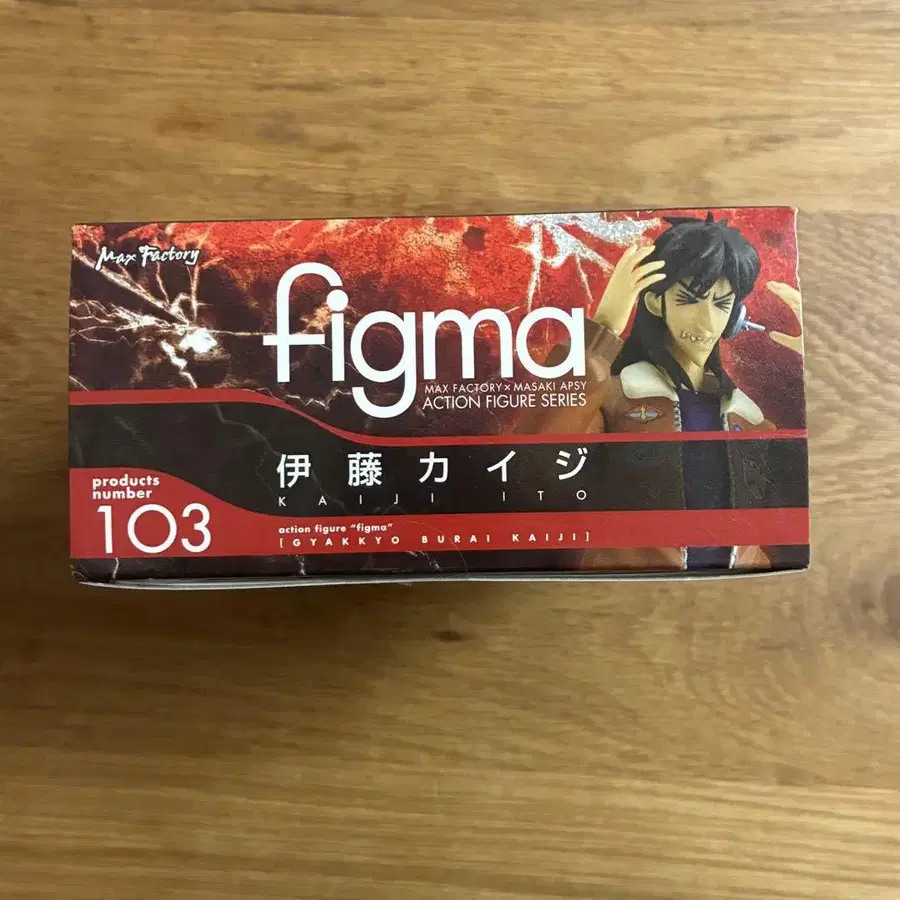 Max Factory
figma
MAX FACTORY×MASAKI APSY
ACTION FIGURE SERIES
伊藤カイジ
KAIJI ITO
products
number
103
action figure "figma"
[GYAKKYO BURAI KAIJI]